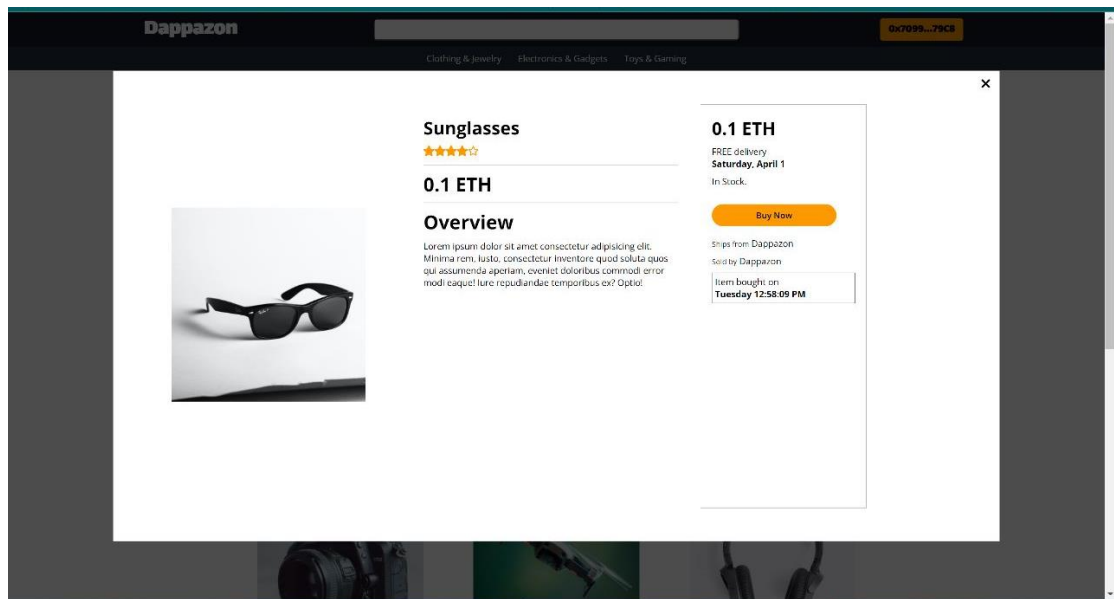 Dappazon
0x7099...79C8
Clothing & Jewelry Electronics & Gadgets Toys & Gaming
Sunglasses
0.1 ETH
Overview
Lorem ipsum dolor sit amet consectetur adipisicing elit.
Minima rem, iusto, consectetur inventore quod soluta quos
qui assumenda aperiam, eveniet doloribus commodi error
modi eaque! Iure repudiandae temporibus ex? Optio!
0.1 ETH
FREE delivery
Saturday, April 1
In Stock.
Buy Now
Ships from Dappazon
Sold by Dappazon
Item bought on
Tuesday 12:58:09 PM